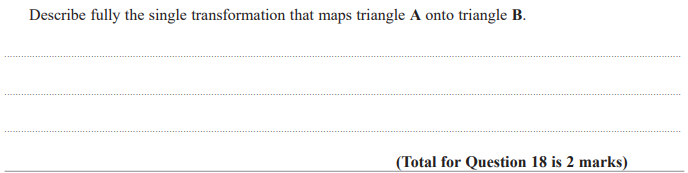 Describe fully the single transformation that maps triangle A onto triangle B.
(Total for Question 18 is 2 marks)